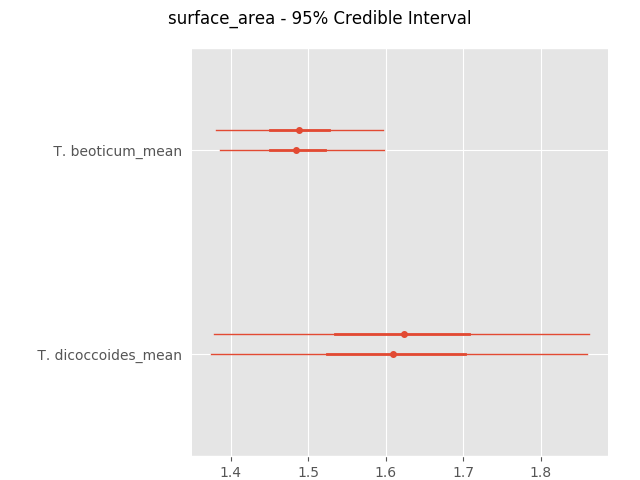 surface_area - 95% Credible Interval
T. beoticum_mean
T. dicoccoides_mean
1.4 1.5 1.6 1.7 1.8